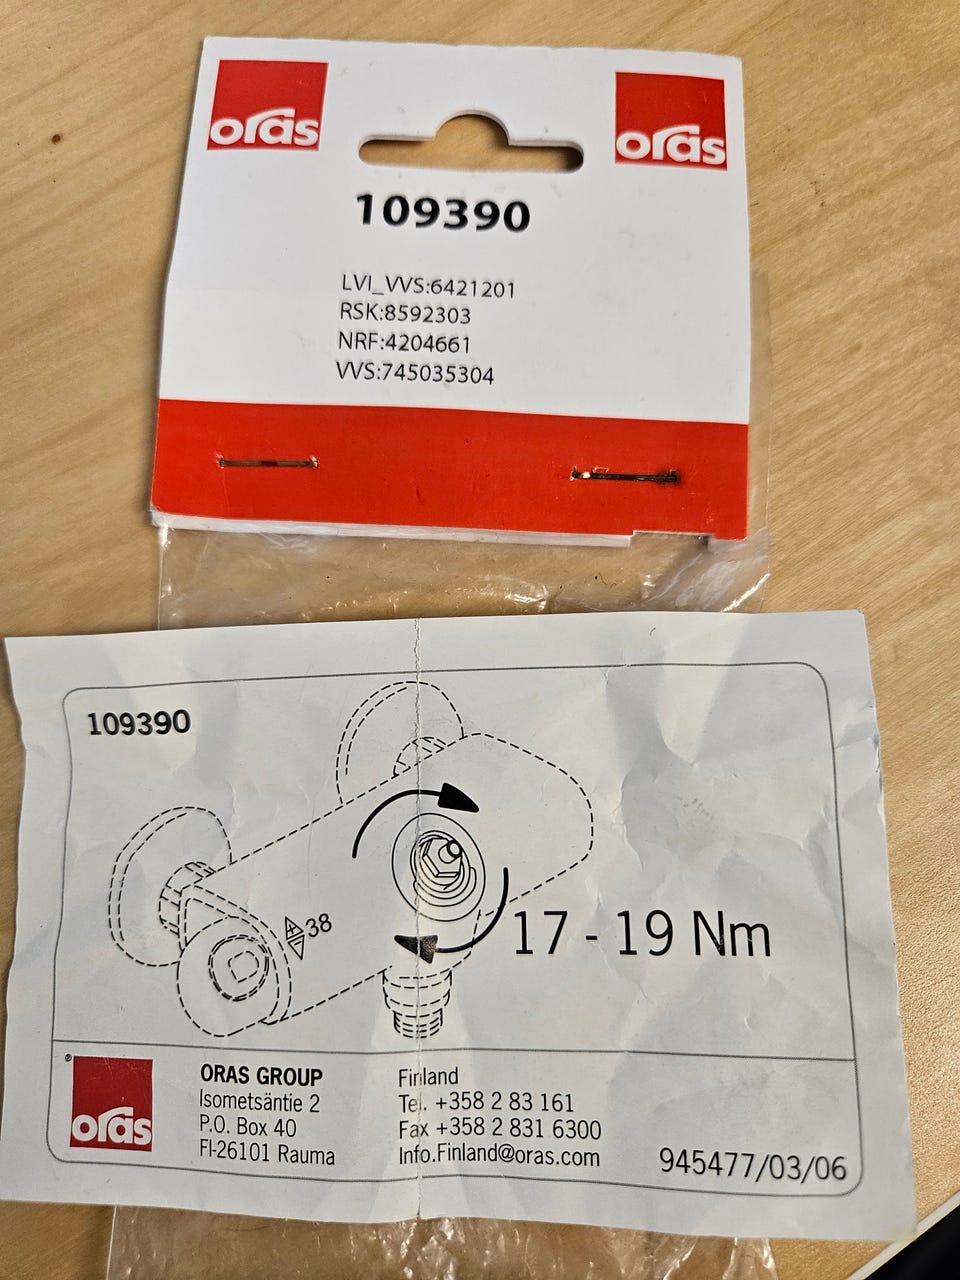 oras
oras
109390
LVI_VVS:6421201
RSK:8592303
NRF:4204661
VVS:745035304
109390
38
17 - 19 Nm
®
oras
ORAS GROUP
Isometsäntie 2
P.O. Box 40
FI-26101 Rauma
Finland
Tel. +358 2 83 161
Fax +358 2 831 6300
Info.Finland@oras.com
945477/03/06